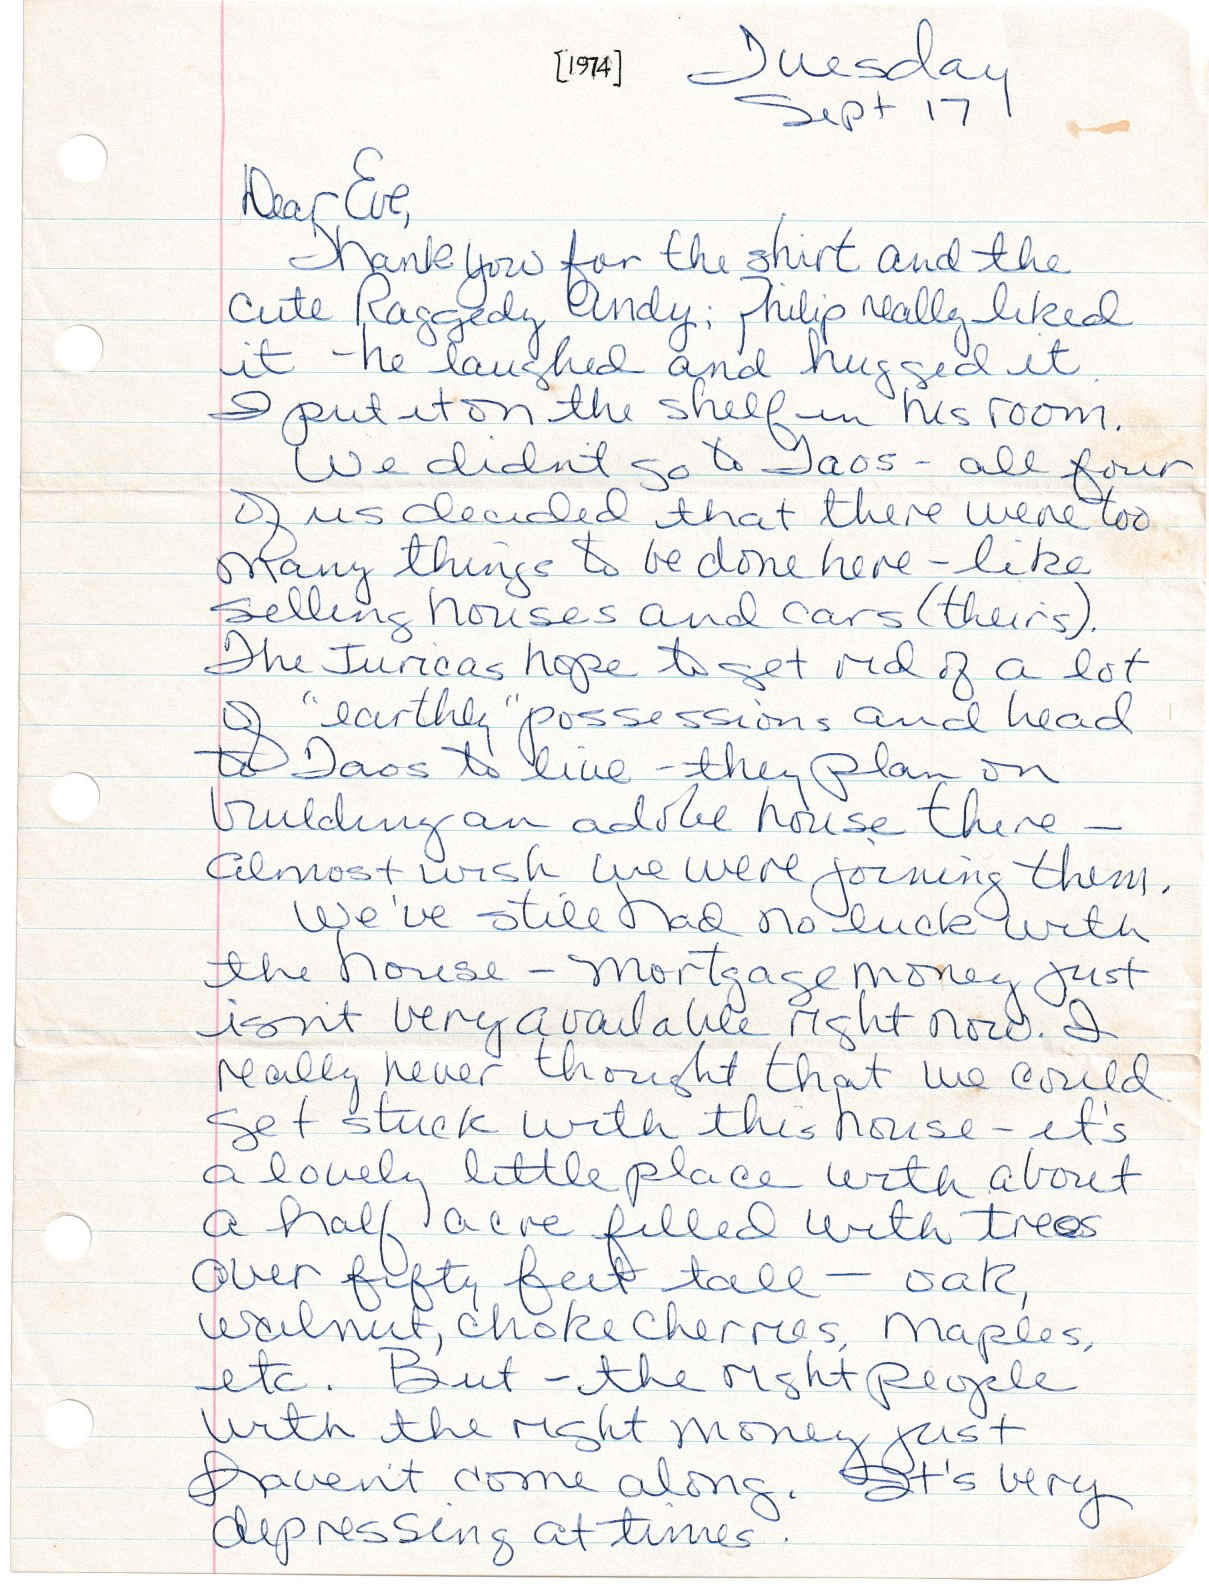 [1974] Tuesday
Sept 17
Dear Eve,
Thank you for the shirt and the
cute Raggedy Andy; Philip really liked
it - he laughed and hugged it.
I put it on the shelf in his room.
We didn't go to Taos - all four
of us decided that there were too
many things to be done here - like
selling houses and cars (theirs).
The Juricas hope to get rid of a lot
of "earthly" possessions and head
to Taos to live - they plan on
building an adobe house there -
almost wish we were joining them.
We've still had no luck with
the house - mortgage money just
isn't very available right now. I
really never thought that we could
get stuck with this house - it's
a lovely little place with about
a half acre filled with trees
over fifty feet tall - oak,
walnut, choke cherries, maples,
etc. But - the right people
with the right money just
haven't come along. It's very
depressing at times.